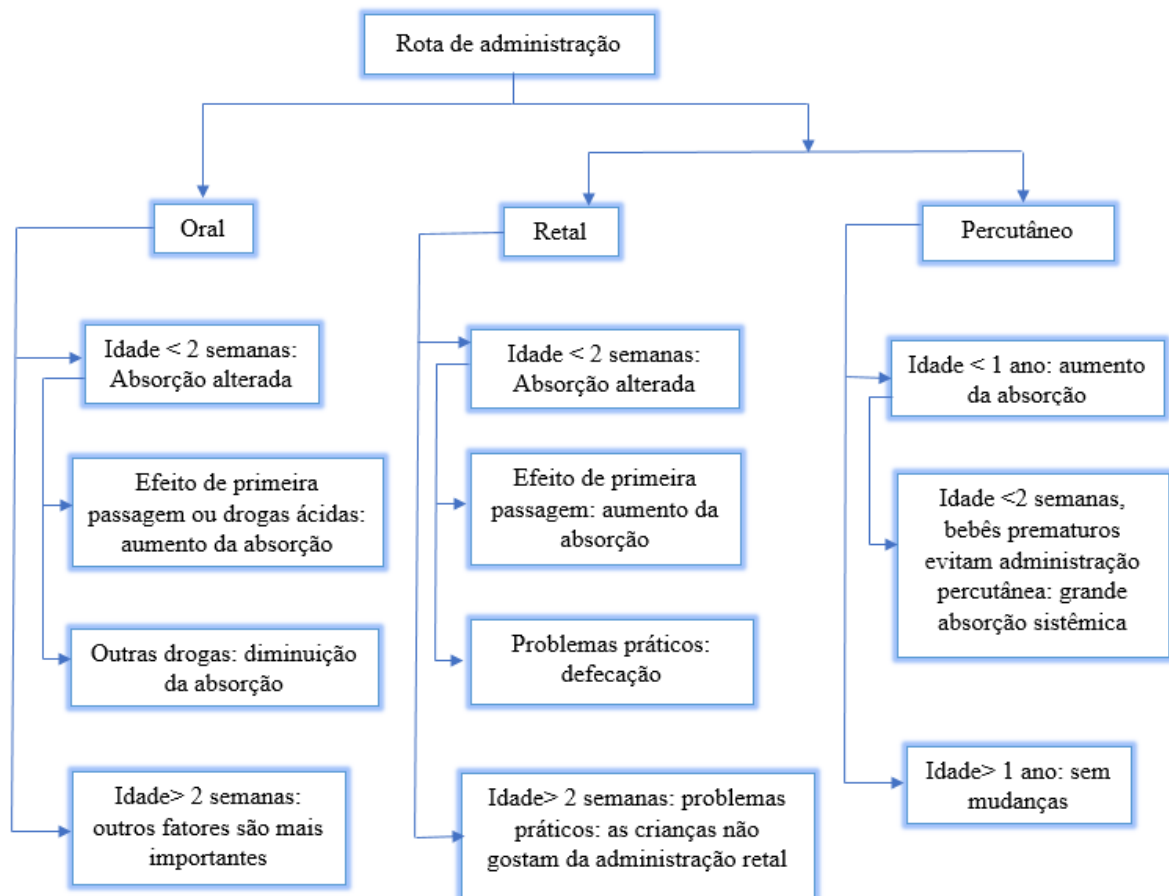 Rota de administração
Oral
Idade < 2 semanas:
Absorção alterada
Efeito de primeira
passagem ou drogas ácidas:
aumento da absorção
Outras drogas: diminuição
da absorção
Idade> 2 semanas:
outros fatores são mais
importantes
Retal
Idade < 2 semanas:
Absorção alterada
Efeito de primeira
passagem: aumento da
absorção
Problemas práticos:
defecação
Idade> 2 semanas: problemas
práticos: as crianças não
gostam da administração retal
Percutâneo
Idade < 1 ano: aumento
da absorção
Idade <2 semanas,
bebês prematuros
evitam administração
percutânea: grande
absorção sistêmica
Idade> 1 ano: sem
mudanças